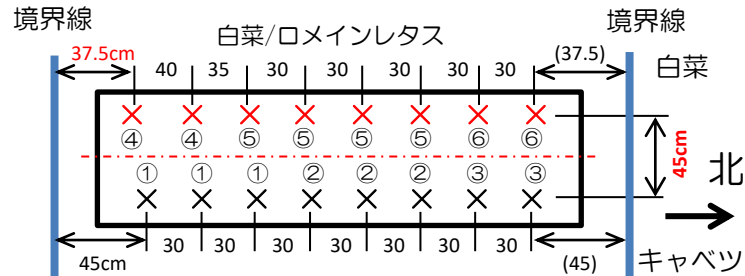 境界線
境界線
白菜/ロメインレタス
37.5cm
40 35 30 30 30 30 30
(37.5)
白菜
④ ④ ⑤ ⑤ ⑤ ⑤ ⑥ ⑥
45cm
北
① ① ① ② ② ② ③ ③
45cm
30 30 30 30 30 30 30
(45)
キャベツ